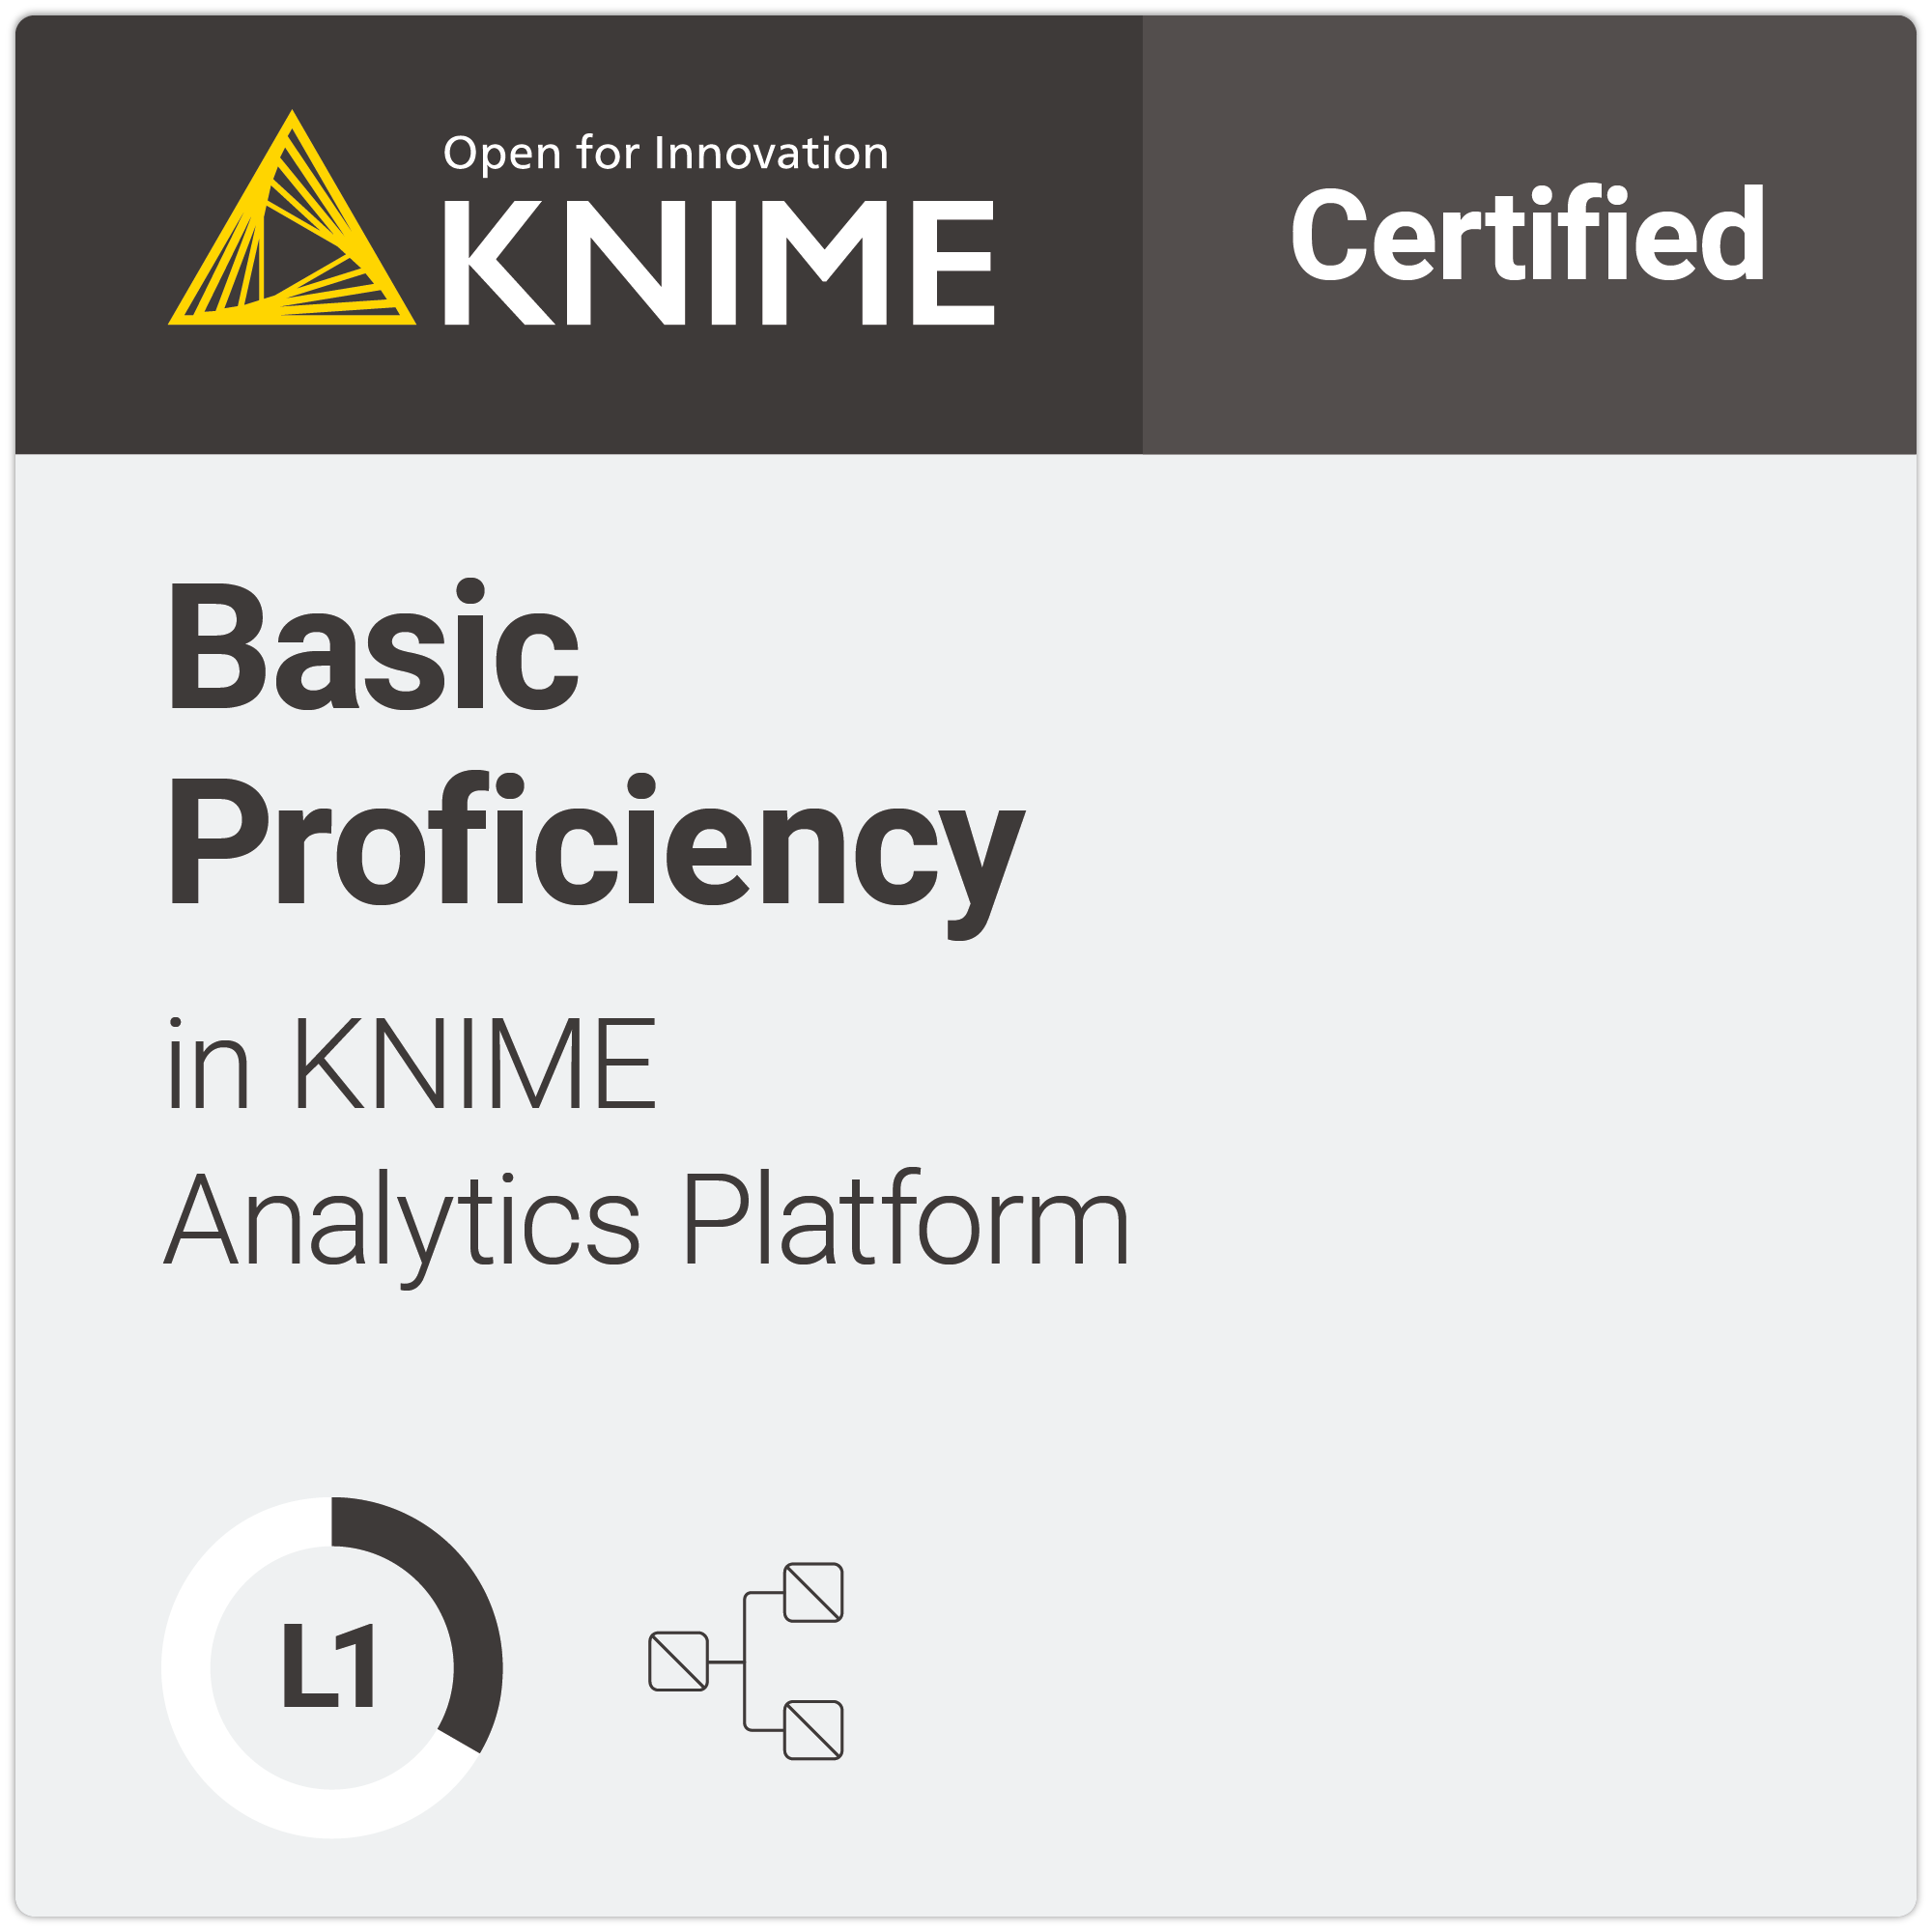 Open for Innovation
KNIME
Certified
Basic
Proficiency
in KNIME
Analytics Platform
L1